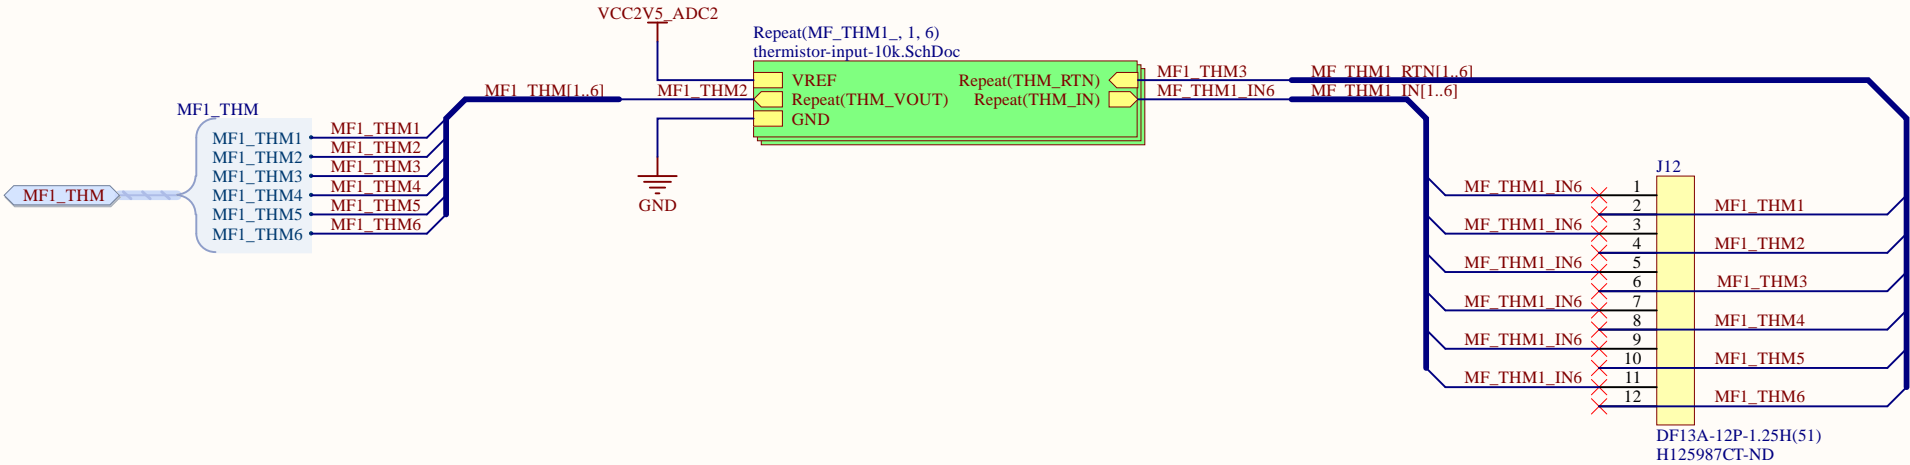 VCC2V5_ADC2
Repeat(MF_THM1_, 1, 6)
thermistor-input-10k.SchDoc
VREF
Repeat(THM_VOUT)
GND
Repeat(THM_RTN)
Repeat(THM_IN)
MF1_THM3
MF_THM1_RTN[1..6]
MF_THM1_IN6
MF_THM1_IN[1..6]
MF1_THM[1..6]
MF1_THM2
GND
MF1_THM
MF1_THM
MF1_THM1
MF1_THM2
MF1_THM3
MF1_THM4
MF1_THM5
MF1_THM6
MF1_THM1
MF1_THM2
MF1_THM3
MF1_THM4
MF1_THM5
MF1_THM6
J12
MF_THM1_IN6
MF_THM1_IN6
MF_THM1_IN6
MF_THM1_IN6
MF_THM1_IN6
MF_THM1_IN6
1
2
3
4
5
6
7
8
9
10
11
12
MF1_THM1
MF1_THM2
MF1_THM3
MF1_THM4
MF1_THM5
MF1_THM6
DF13A-12P-1.25H(51)
H125987CT-ND